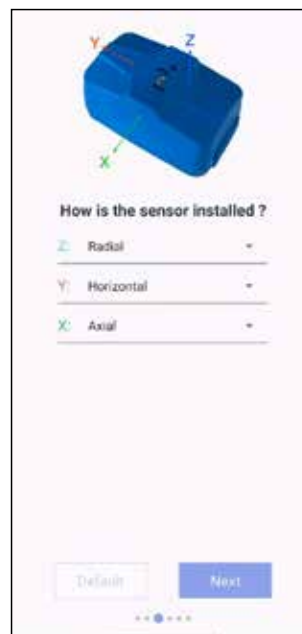 Y
Z
X
How is the sensor installed ?
Z: Radial
Y: Horizontal
X: Axial
Default
Next